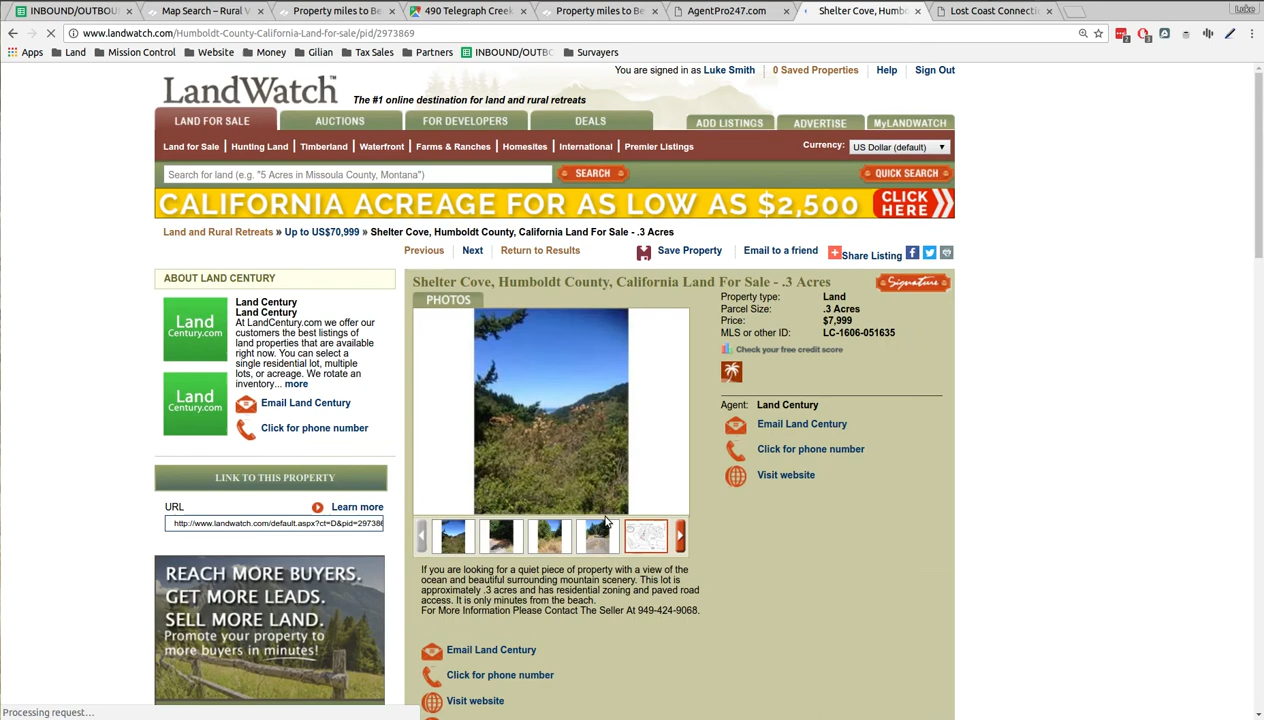 INBOUND/OUTBOU
Map Search – Rural V
Property miles to Be
490 Telegraph Creek
Property miles to Be
AgentPro247.com
Shelter Cove, Humb
Lost Coast Connecti
Luke
www.landwatch.com/Humboldt-County-California-Land-for-sale/pid/2973869
Apps
Land
Mission Control
Website
Money
Gilian
Tax Sales
Partners
INBOUND/OUTBO
Survayers
You are signed in as Luke Smith
0 Saved Properties
Help
Sign Out
LandWatch™
The #1 online destination for land and rural retreats
LAND FOR SALE
AUCTIONS
FOR DEVELOPERS
DEALS
ADD LISTINGS
ADVERTISE
MyLANDWATCH
Land for Sale
Hunting Land
Timberland
Waterfront
Farms & Ranches
Homesites
International
Premier Listings
Currency:
US Dollar (default)
Search for land (e.g. "5 Acres in Missoula County, Montana")
SEARCH
QUICK SEARCH
CALIFORNIA ACREAGE FOR AS LOW AS $2,500
CLICK
HERE
Land and Rural Retreats » Up to US$70,999 » Shelter Cove, Humboldt County, California Land For Sale - .3 Acres
Previous
Next
Return to Results
Save Property
Email to a friend
Share Listing
ABOUT LAND CENTURY
Land
Century.com
Land Century
Land Century
At LandCentury.com we offer our
customers the best listings of
land properties that are available
right now. You can select a
single residential lot, multiple
lots, or acreage. We rotate an
inventory... more
Land
Century.com
Email Land Century
Click for phone number
LINK TO THIS PROPERTY
URL
Learn more
http://www.landwatch.com/default.aspx?ct=D&pid=297386
REACH MORE BUYERS.
GET MORE LEADS.
SELL MORE LAND.
Promote your property to
more buyers in minutes!
Shelter Cove, Humboldt County, California Land For Sale - .3 Acres
Signature
PHOTOS
Property type: Land
Parcel Size: .3 Acres
Price: $7,999
MLS or other ID: LC-1606-051635
Check your free credit score
Agent: Land Century
Email Land Century
Click for phone number
Visit website
If you are looking for a quiet piece of property with a view of the
ocean and beautiful surrounding mountain scenery. This lot is
approximately .3 acres and has residential zoning and paved road
access. It is only minutes from the beach.
For More Information Please Contact The Seller At 949-424-9068.
Email Land Century
Click for phone number
Visit website
Processing request…